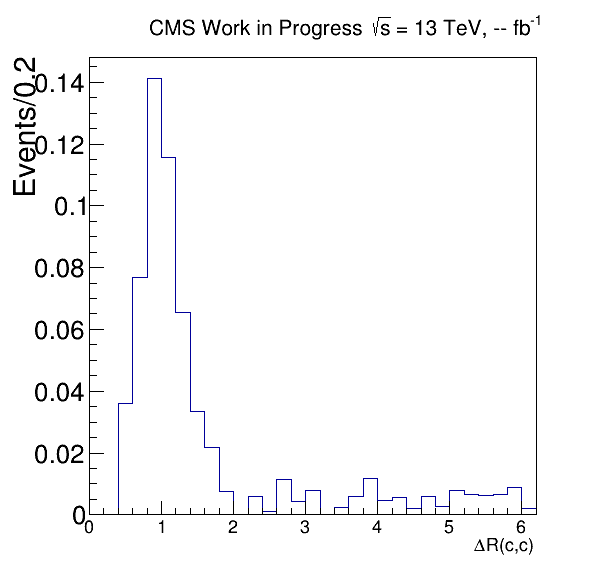 CMS Work in Progress √s = 13 TeV, -- fb-1
Events/0.2
0.14
0.12
0.1
0.08
0.06
0.04
0.02
0
0 1 2 3 4 5 6
ΔR(c,c)